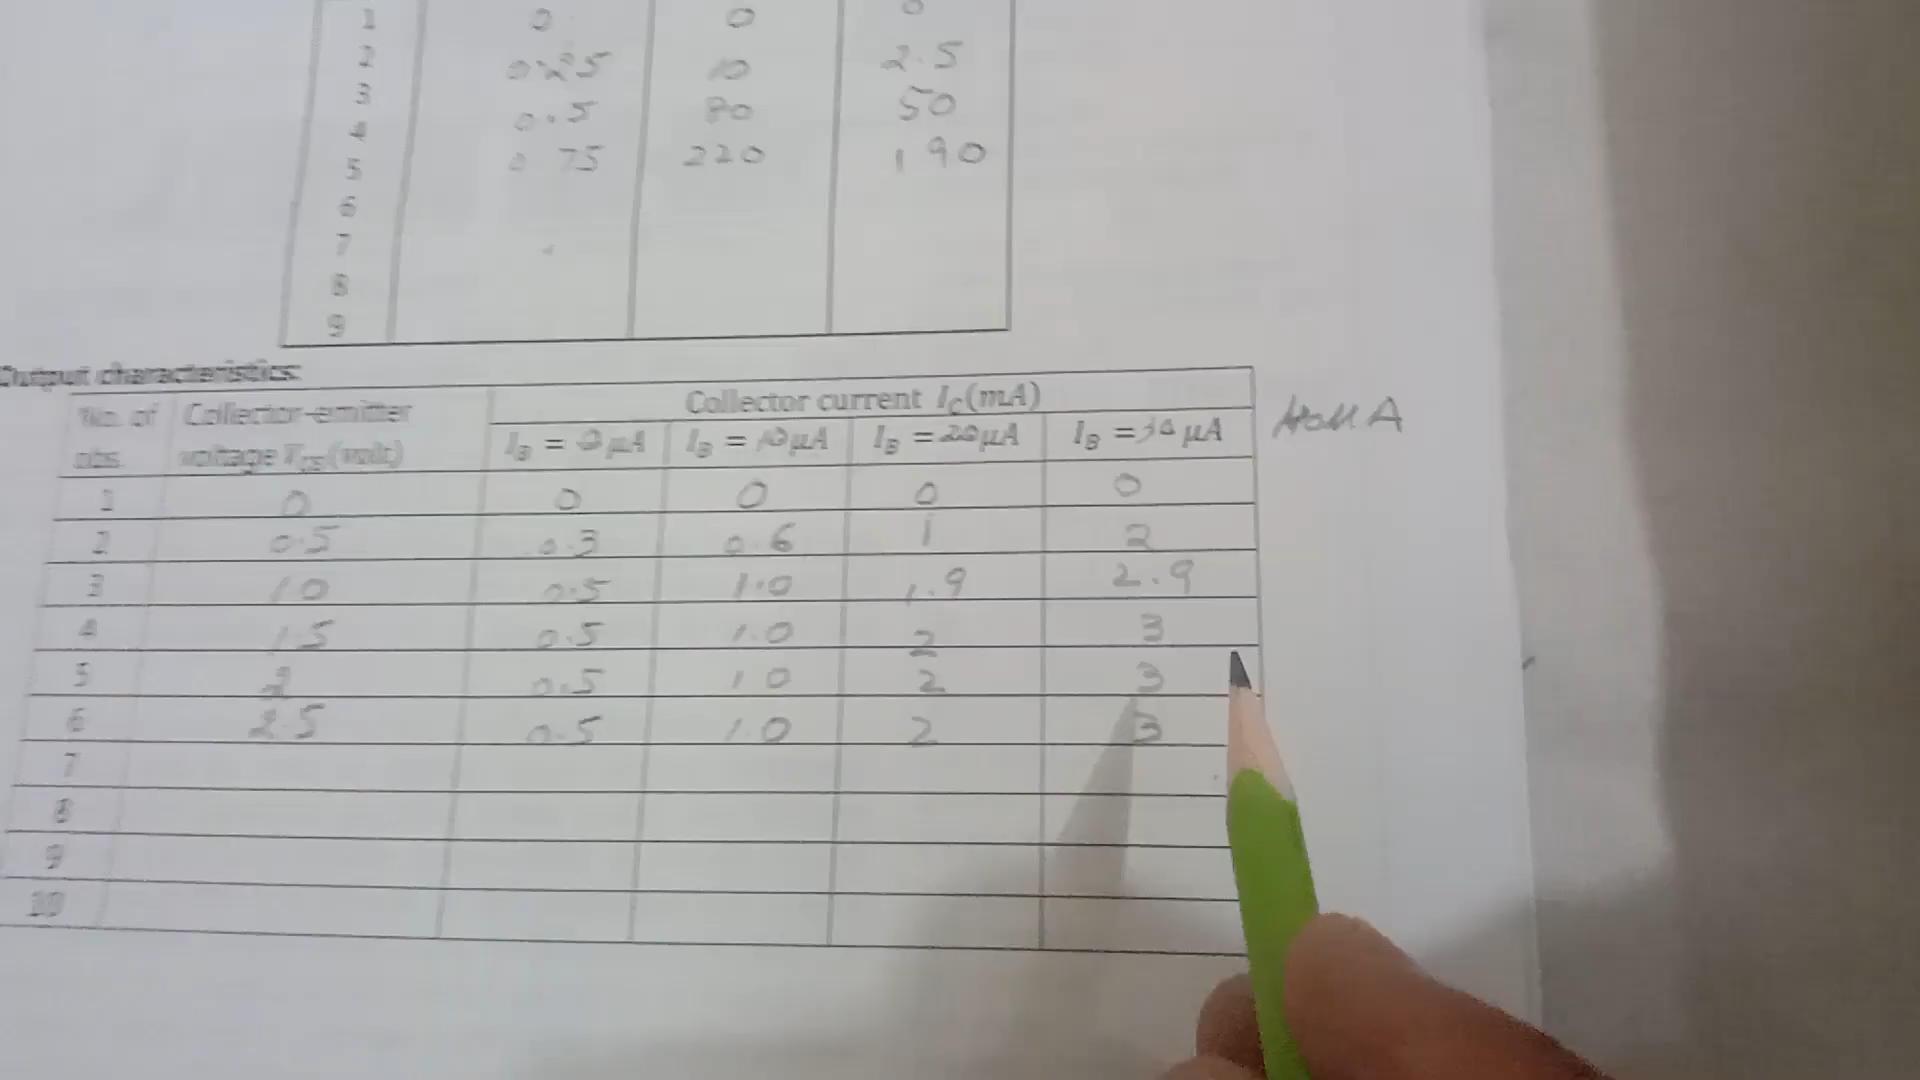 1 0 0 0
2 0.25 10 2.5
3 0.5 80 50
4
5 0.75 220 190
6
7
8
9
Output characteristics:
No. of obs. Collector-emitter voltage V_CE(volt) Collector current I_C(mA)
I_B = 0 μA I_B = 10 μA I_B = 20 μA I_B = 30 μA 40μA
1 0 0 0 0 0
2 0.5 0.3 0.6 1 2
3 1.0 0.5 1.0 1.9 2.9
4 1.5 0.5 1.0 2 3
5 2 0.5 1.0 2 3
6 2.5 0.5 1.0 2 3
7
8
9
10